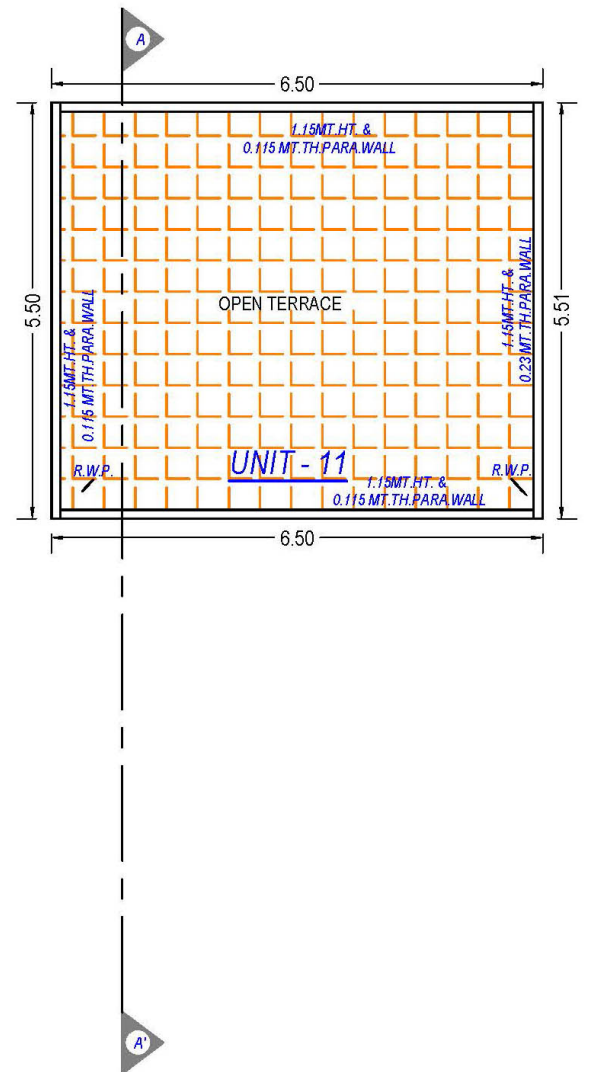 A
6.50
1.15MT.HT. &
0.115 MT.TH.PARA.WALL
5.50
1.15MT.HT. &
0.115 MT.TH.PARA.WALL
OPEN TERRACE
1.15MT.HT. &
0.23 MT.TH.PARA.WALL
5.51
R.W.P.
UNIT - 11
1.15MT.HT. &
0.115 MT.TH.PARA.WALL
R.W.P.
6.50
A'